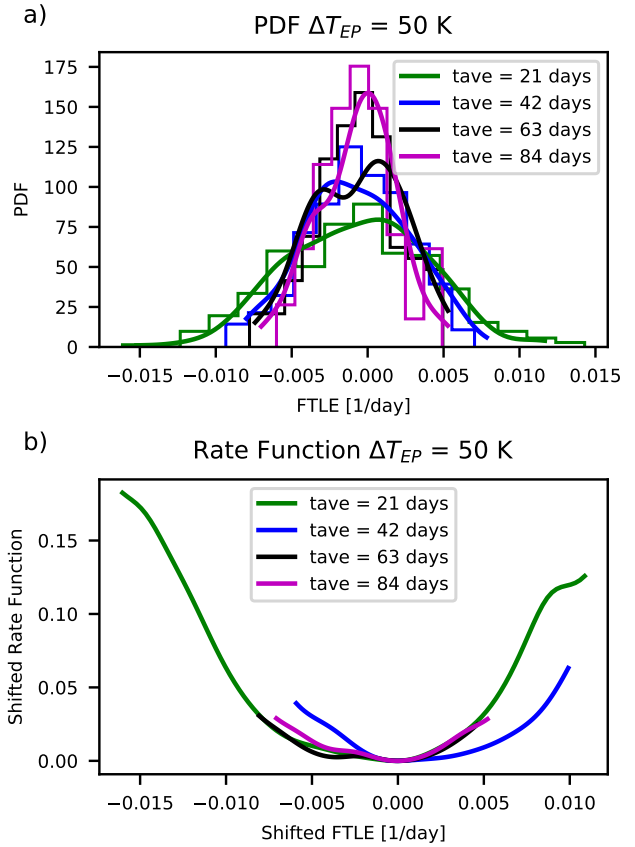 a)
PDF ΔT_EP = 50 K
175
150
125
100
75
50
25
0
PDF
tave = 21 days
tave = 42 days
tave = 63 days
tave = 84 days
−0.015 −0.010 −0.005 0.000 0.005 0.010 0.015
FTLE [1/day]
b)
Rate Function ΔT_EP = 50 K
0.15
0.10
0.05
0.00
Shifted Rate Function
tave = 21 days
tave = 42 days
tave = 63 days
tave = 84 days
−0.015 −0.010 −0.005 0.000 0.005 0.010
Shifted FTLE [1/day]